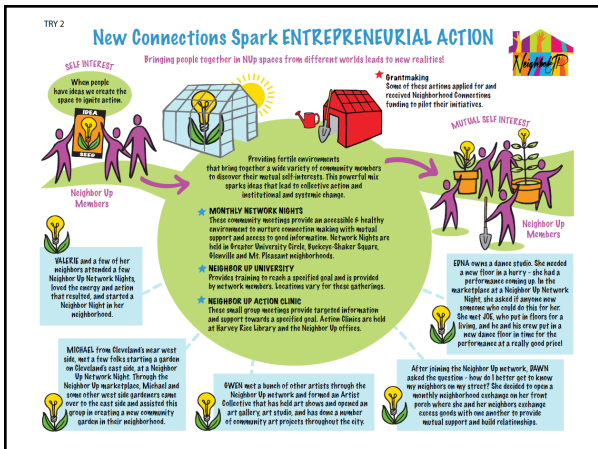 TRY 2
New Connections Spark ENTREPRENEURIAL ACTION
Bringing people together in NUp spaces from different worlds leads to new realities!
Neighbor Up
SELF INTEREST
When people
have ideas we create the
space to ignite action.
IDEA
SEED
Neighbor Up
Members
Grantmaking
Some of these actions applied for and
received Neighborhood Connections
funding to pilot their initiatives.
MUTUAL SELF INTEREST
Neighbor Up
Members
Providing fertile environments
that bring together a wide variety of community members
to discover their mutual self-interests. This powerful mix
sparks ideas that lead to collective action and
institutional and systemic change.
MONTHLY NETWORK NIGHTS
These community meetings provide an accessible & healthy
environment to nurture connection making with mutual
support and access to good information. Network Nights are
held in Greater University Circle, Buckeye-Shaker Square,
Glenville and Mt. Pleasant neighborhoods.
NEIGHBOR UP UNIVERSITY
Provides training to reach a specified goal and is provided
by network members. Locations vary for these gatherings.
NEIGHBOR UP ACTION CLINIC
These small group meetings provide targeted information
and support towards a specified goal. Action Clinics are held
at Harvey Rice Library and the Neighbor Up offices.
VALERIE and a few of her
neighbors attended a few
Neighbor Up Network Nights,
loved the energy and action
that resulted, and started a
Neighbor Night in her
neighborhood.
EDNA owns a dance studio. She needed
a new floor in a hurry - she had a
performance coming up. In the
marketplace at a Neighbor Up Network
Night, she asked if anyone knew
someone who could do this for her.
She met JOE, who put in floors for a
living, and he and his crew put in a
new dance floor in time for the
performance at a really good price!
MICHAEL from Cleveland's near west
side, met a few folks starting a garden
on Cleveland's east side, at a Neighbor
Up Network Night. Through the
Neighbor Up marketplace, Michael and
some other west side gardeners came
over to the east side and assisted this
group in creating a new community
garden in their neighborhood.
GWEN met a bunch of other artists through the
Neighbor Up network and formed an Artist
Collective that has held art shows and opened an
art gallery, art studio, and has done a number
of community art projects throughout the city.
After joining the Neighbor Up network, DAWN
asked the question - how do I better get to know
my neighbors on my street? She decided to open a
monthly neighborhood exchange on her front
porch where she and her neighbors exchange
excess goods with one another to provide
mutual support and build relationships.